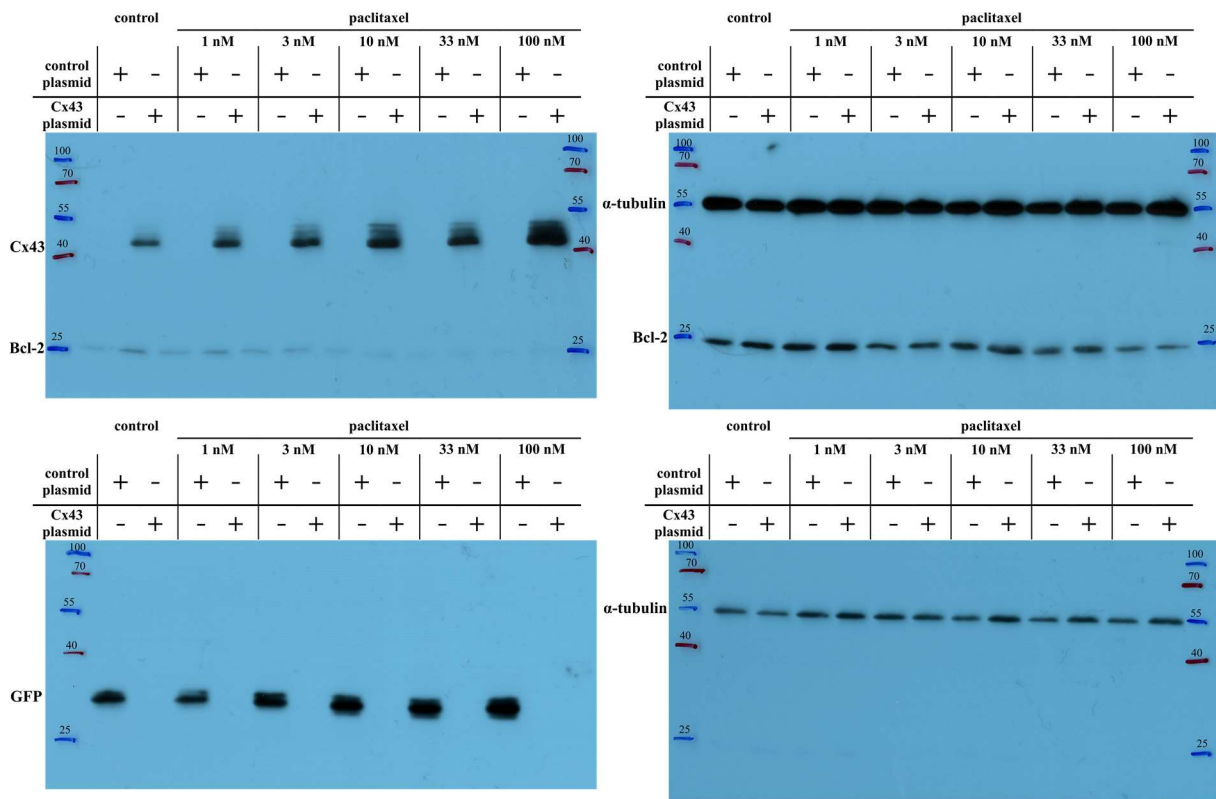 control paclitaxel
1 nM 3 nM 10 nM 33 nM 100 nM
control plasmid + – + – + – + – + – + –
Cx43 plasmid - + - + - + - + - + - +
100 100
70 70
55 55
Cx43
40 40
Bcl-2 25 25
control paclitaxel
1 nM 3 nM 10 nM 33 nM 100 nM
control plasmid + – + – + – + – + – + –
Cx43 plasmid - + - + - + - + - + - +
100 100
70 70
α-tubulin 55 55
40 40
Bcl-2 25 25
control paclitaxel
1 nM 3 nM 10 nM 33 nM 100 nM
control plasmid + – + – + – + – + – + –
Cx43 plasmid - + - + - + - + - + - +
100
70
55
40
GFP
25
control paclitaxel
1 nM 3 nM 10 nM 33 nM 100 nM
control plasmid + – + – + – + – + – + –
Cx43 plasmid - + - + - + - + - + - +
100 100
70 70
α-tubulin 55 55
40 40
25 25